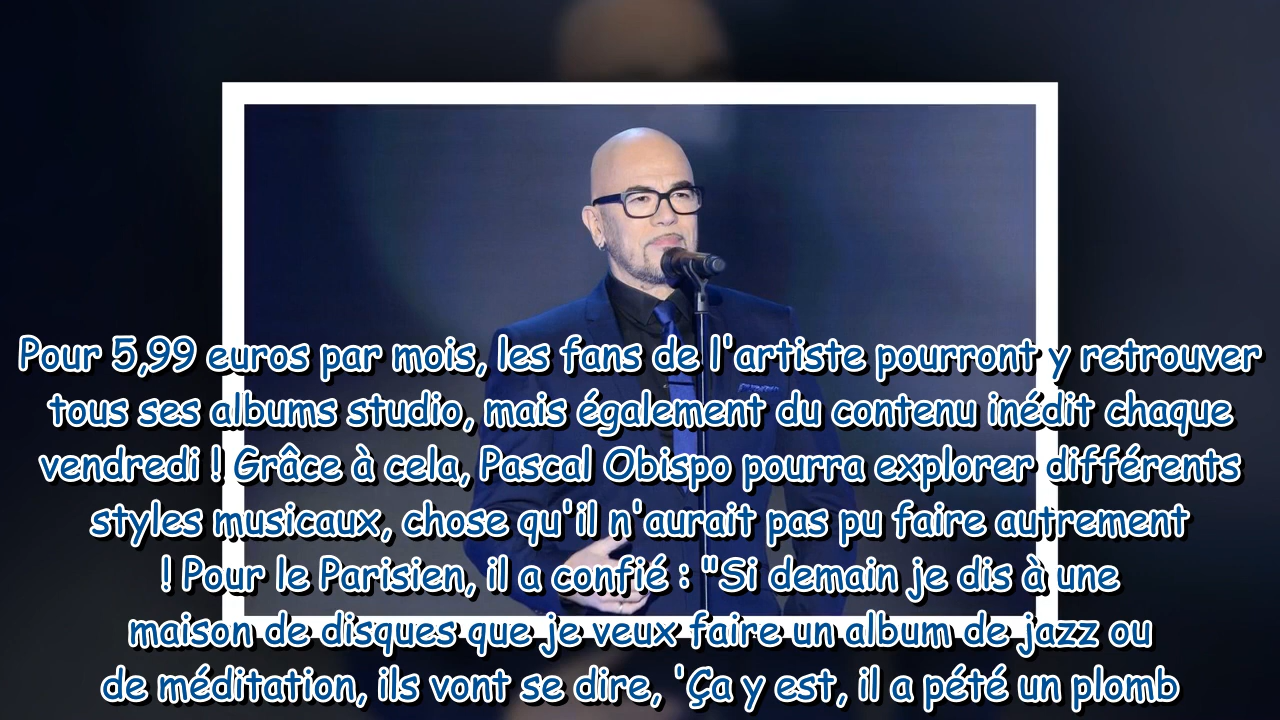 Pour 5,99 euros par mois, les fans de l'artiste pourront y retrouver
tous ses albums studio, mais également du contenu inédit chaque
vendredi ! Grâce à cela, Pascal Obispo pourra explorer différents
styles musicaux, chose qu'il n'aurait pas pu faire autrement
! Pour le Parisien, il a confié : "Si demain je dis à une
maison de disques que je veux faire un album de jazz ou
de méditation, ils vont se dire, 'Ça y est, il a pété un plomb